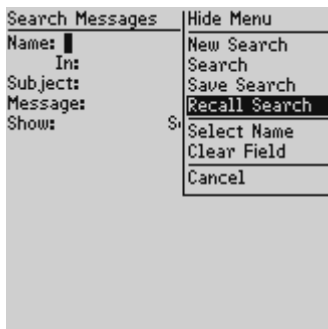 Search Messages
Name:
In:
Subject:
Message:
Show:
Hide Menu
New Search
Search
Save Search
Recall Search
Select Name
Clear Field
Cancel